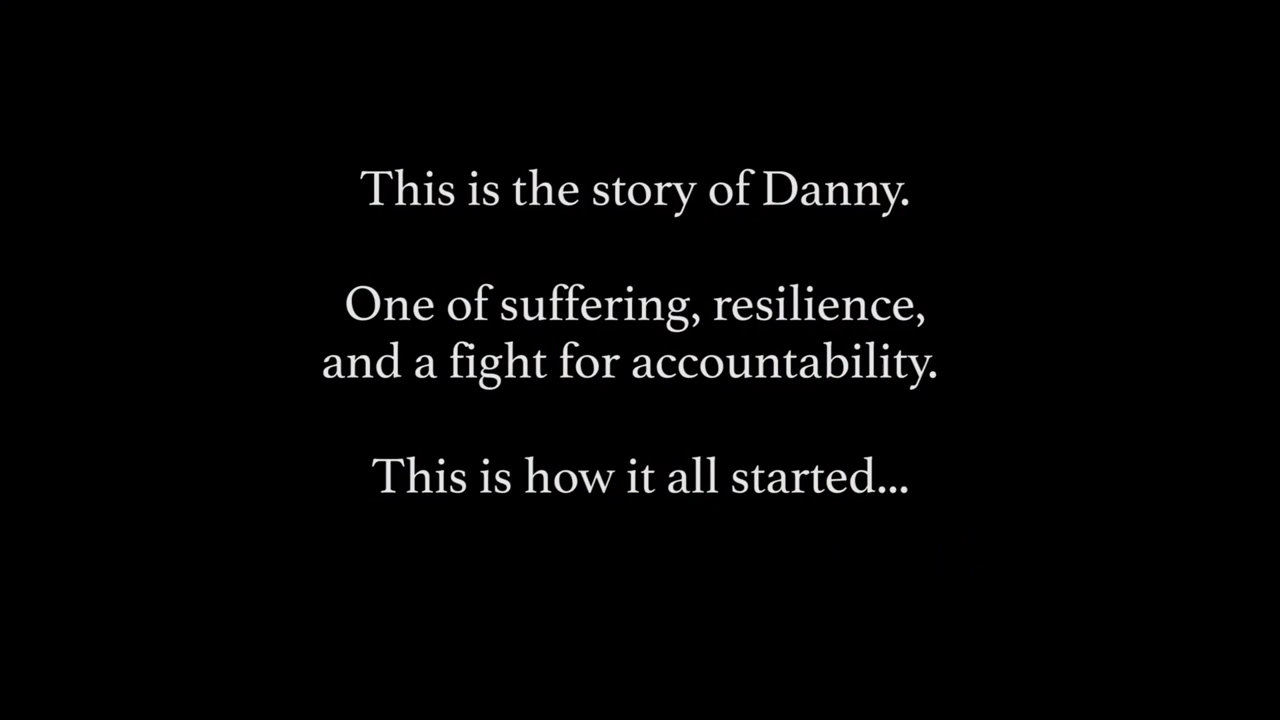 This is the story of Danny.
One of suffering, resilience,
and a fight for accountability.
This is how it all started...